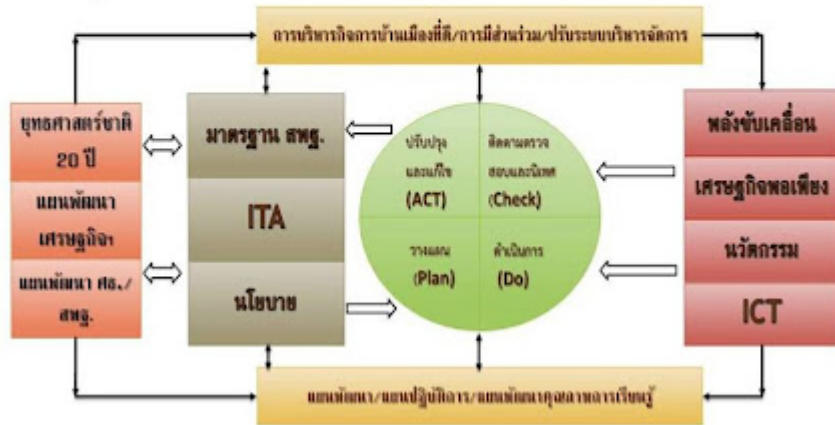 การบริหารกิจการบ้านเมืองที่ดี/การมีส่วนร่วม/ปรับระบบบริหารจัดการ
ยุทธศาสตร์ชาติ
20 ปี
แผนพัฒนา
เศรษฐกิจฯ
แผนพัฒนา ศธ./
สพฐ.
มาตรฐาน สพฐ.
ITA
นโยบาย
ปรับปรุง
และแก้ไข
(ACT)
ติดตามตรวจ
สอบและนิเทศ
(Check)
วางแผน
(Plan)
ดำเนินการ
(Do)
พลังขับเคลื่อน
เศรษฐกิจพอเพียง
นวัตกรรม
ICT
แผนพัฒนา/แผนปฏิบัติการ/แผนพัฒนาคุณภาพการเรียนรู้